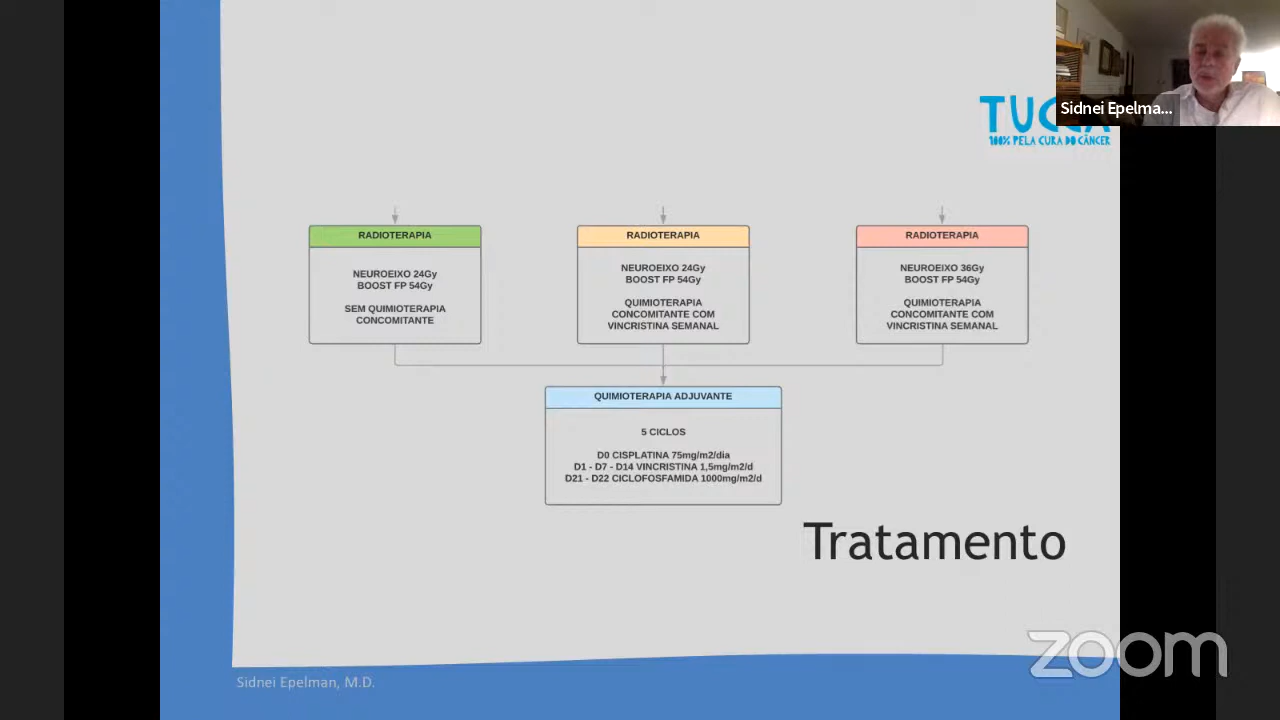 Sidnei Epelma...
TUCCA
100% PELA CURA DO CÂNCER
RADIOTERAPIA
NEUROEIXO 24Gy
BOOST FP 54Gy
SEM QUIMIOTERAPIA
CONCOMITANTE
RADIOTERAPIA
NEUROEIXO 24Gy
BOOST FP 54Gy
QUIMIOTERAPIA
CONCOMITANTE COM
VINCRISTINA SEMANAL
RADIOTERAPIA
NEUROEIXO 36Gy
BOOST FP 54Gy
QUIMIOTERAPIA
CONCOMITANTE COM
VINCRISTINA SEMANAL
QUIMIOTERAPIA ADJUVANTE
5 CICLOS
D0 CISPLATINA 75mg/m2/dia
D1 - D7 - D14 VINCRISTINA 1,5mg/m2/d
D21 - D22 CICLOFOSFAMIDA 1000mg/m2/d
Tratamento
zoom
Sidnei Epelman, M.D.